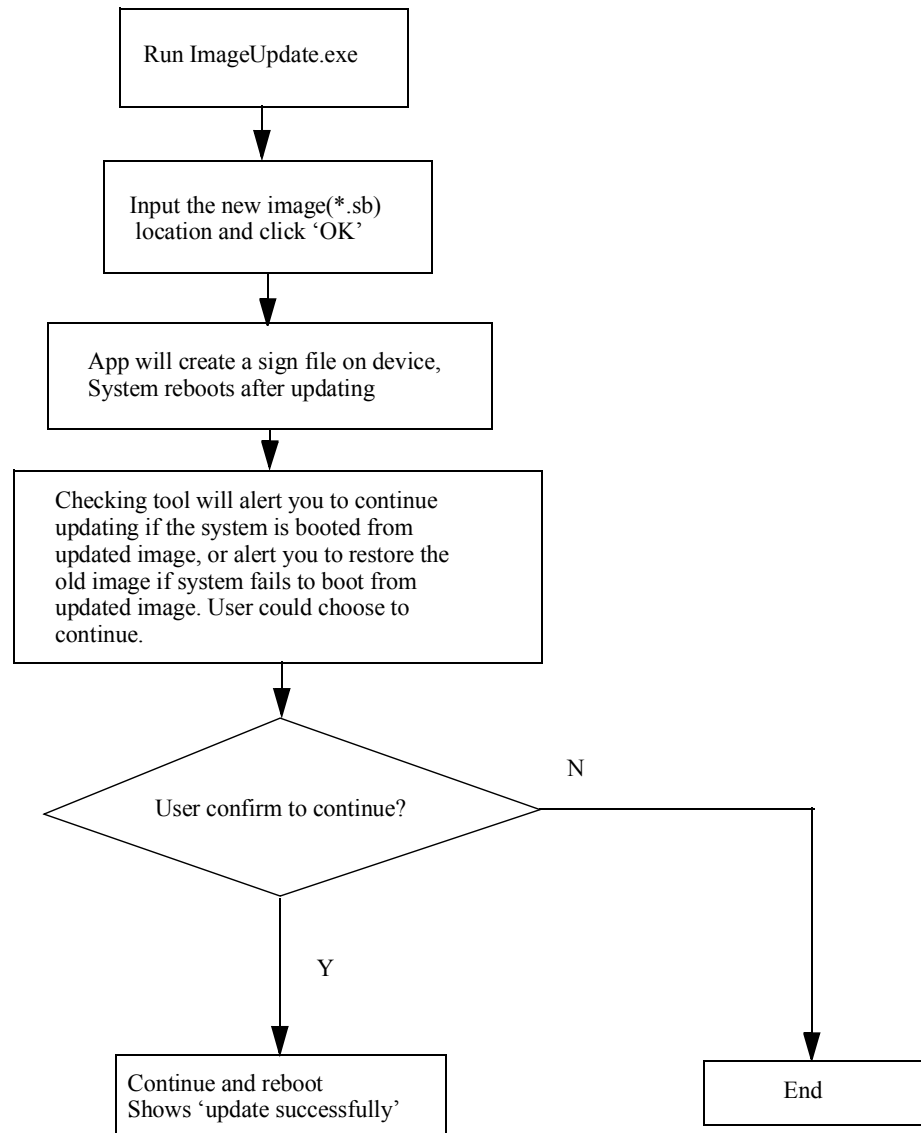 Run ImageUpdate.exe
Input the new image(*.sb)
location and click ‘OK’
App will create a sign file on device,
System reboots after updating
Checking tool will alert you to continue
updating if the system is booted from
updated image, or alert you to restore the
old image if system fails to boot from
updated image. User could choose to
continue.
User confirm to continue?
N
Y
Continue and reboot
Shows ‘update successfully’
End